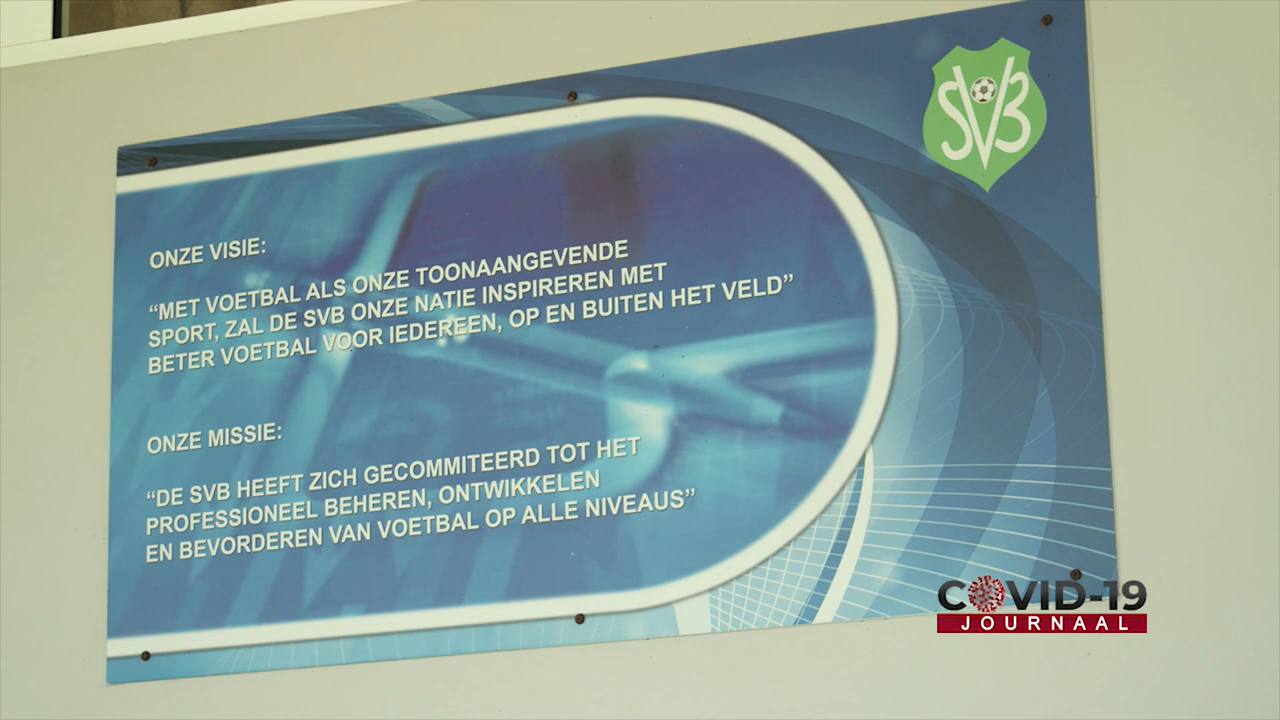 SVB
ONZE VISIE:
“MET VOETBAL ALS ONZE TOONAANGEVENDE
SPORT, ZAL DE SVB ONZE NATIE INSPIREREN MET
BETER VOETBAL VOOR IEDEREEN, OP EN BUITEN HET VELD”
ONZE MISSIE:
“DE SVB HEEFT ZICH GECOMMITEERD TOT HET
PROFESSIONEEL BEHEREN, ONTWIKKELEN
EN BEVORDEREN VAN VOETBAL OP ALLE NIVEAUS”
COVID-19
JOURNAAL